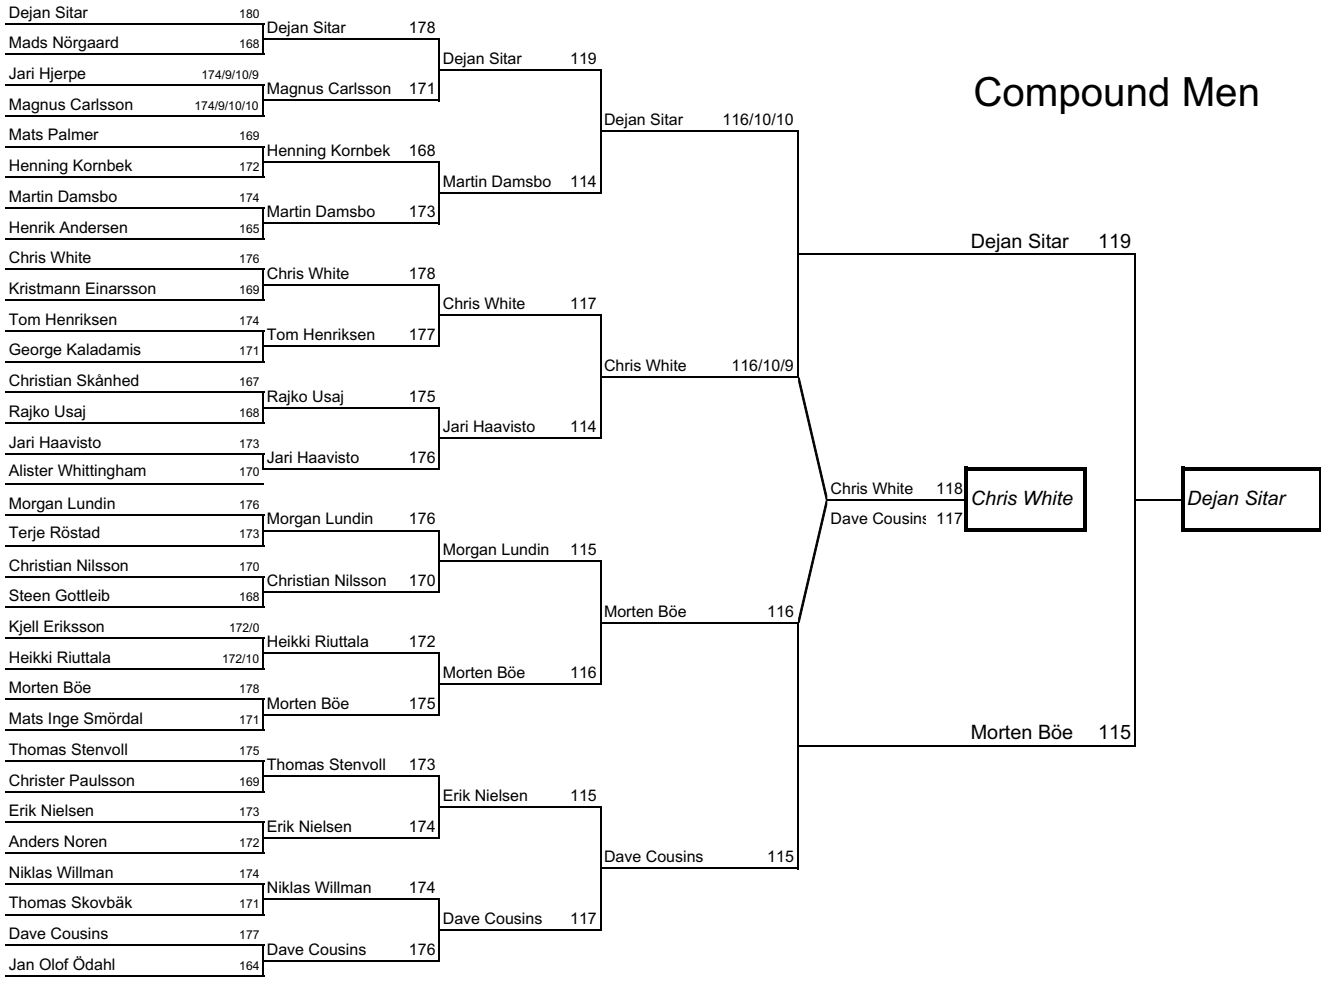 Compound Men
Dejan Sitar 180
Mads Nörgaard 168
Jari Hjerpe 174/9/10/9
Magnus Carlsson 174/9/10/10
Mats Palmer 169
Henning Kornbek 172
Martin Damsbo 174
Henrik Andersen 165
Chris White 176
Kristmann Einarsson 169
Tom Henriksen 174
George Kaladamis 171
Christian Skånhed 167
Rajko Usaj 168
Jari Haavisto 173
Alister Whittingham 170
Morgan Lundin 176
Terje Röstad 173
Christian Nilsson 170
Steen Gottleib 168
Kjell Eriksson 172/0
Heikki Riuttala 172/10
Morten Böe 178
Mats Inge Smördal 171
Thomas Stenvoll 175
Christer Paulsson 169
Erik Nielsen 173
Anders Noren 172
Niklas Willman 174
Thomas Skovbäk 171
Dave Cousins 177
Jan Olof Ödahl 164
Dejan Sitar 178
Magnus Carlsson 171
Henning Kornbek 168
Martin Damsbo 173
Chris White 178
Tom Henriksen 177
Rajko Usaj 175
Jari Haavisto 176
Morgan Lundin 176
Christian Nilsson 170
Heikki Riuttala 172
Morten Böe 175
Thomas Stenvoll 173
Erik Nielsen 174
Niklas Willman 174
Dave Cousins 176
Dejan Sitar 119
Martin Damsbo 114
Chris White 117
Jari Haavisto 114
Morgan Lundin 115
Morten Böe 116
Erik Nielsen 115
Dave Cousins 117
Dejan Sitar 116/10/10
Chris White 116/10/9
Morten Böe 116
Dave Cousins 115
Chris White 118
Dave Cousins 117
Chris White
Dejan Sitar 119
Morten Böe 115
Dejan Sitar